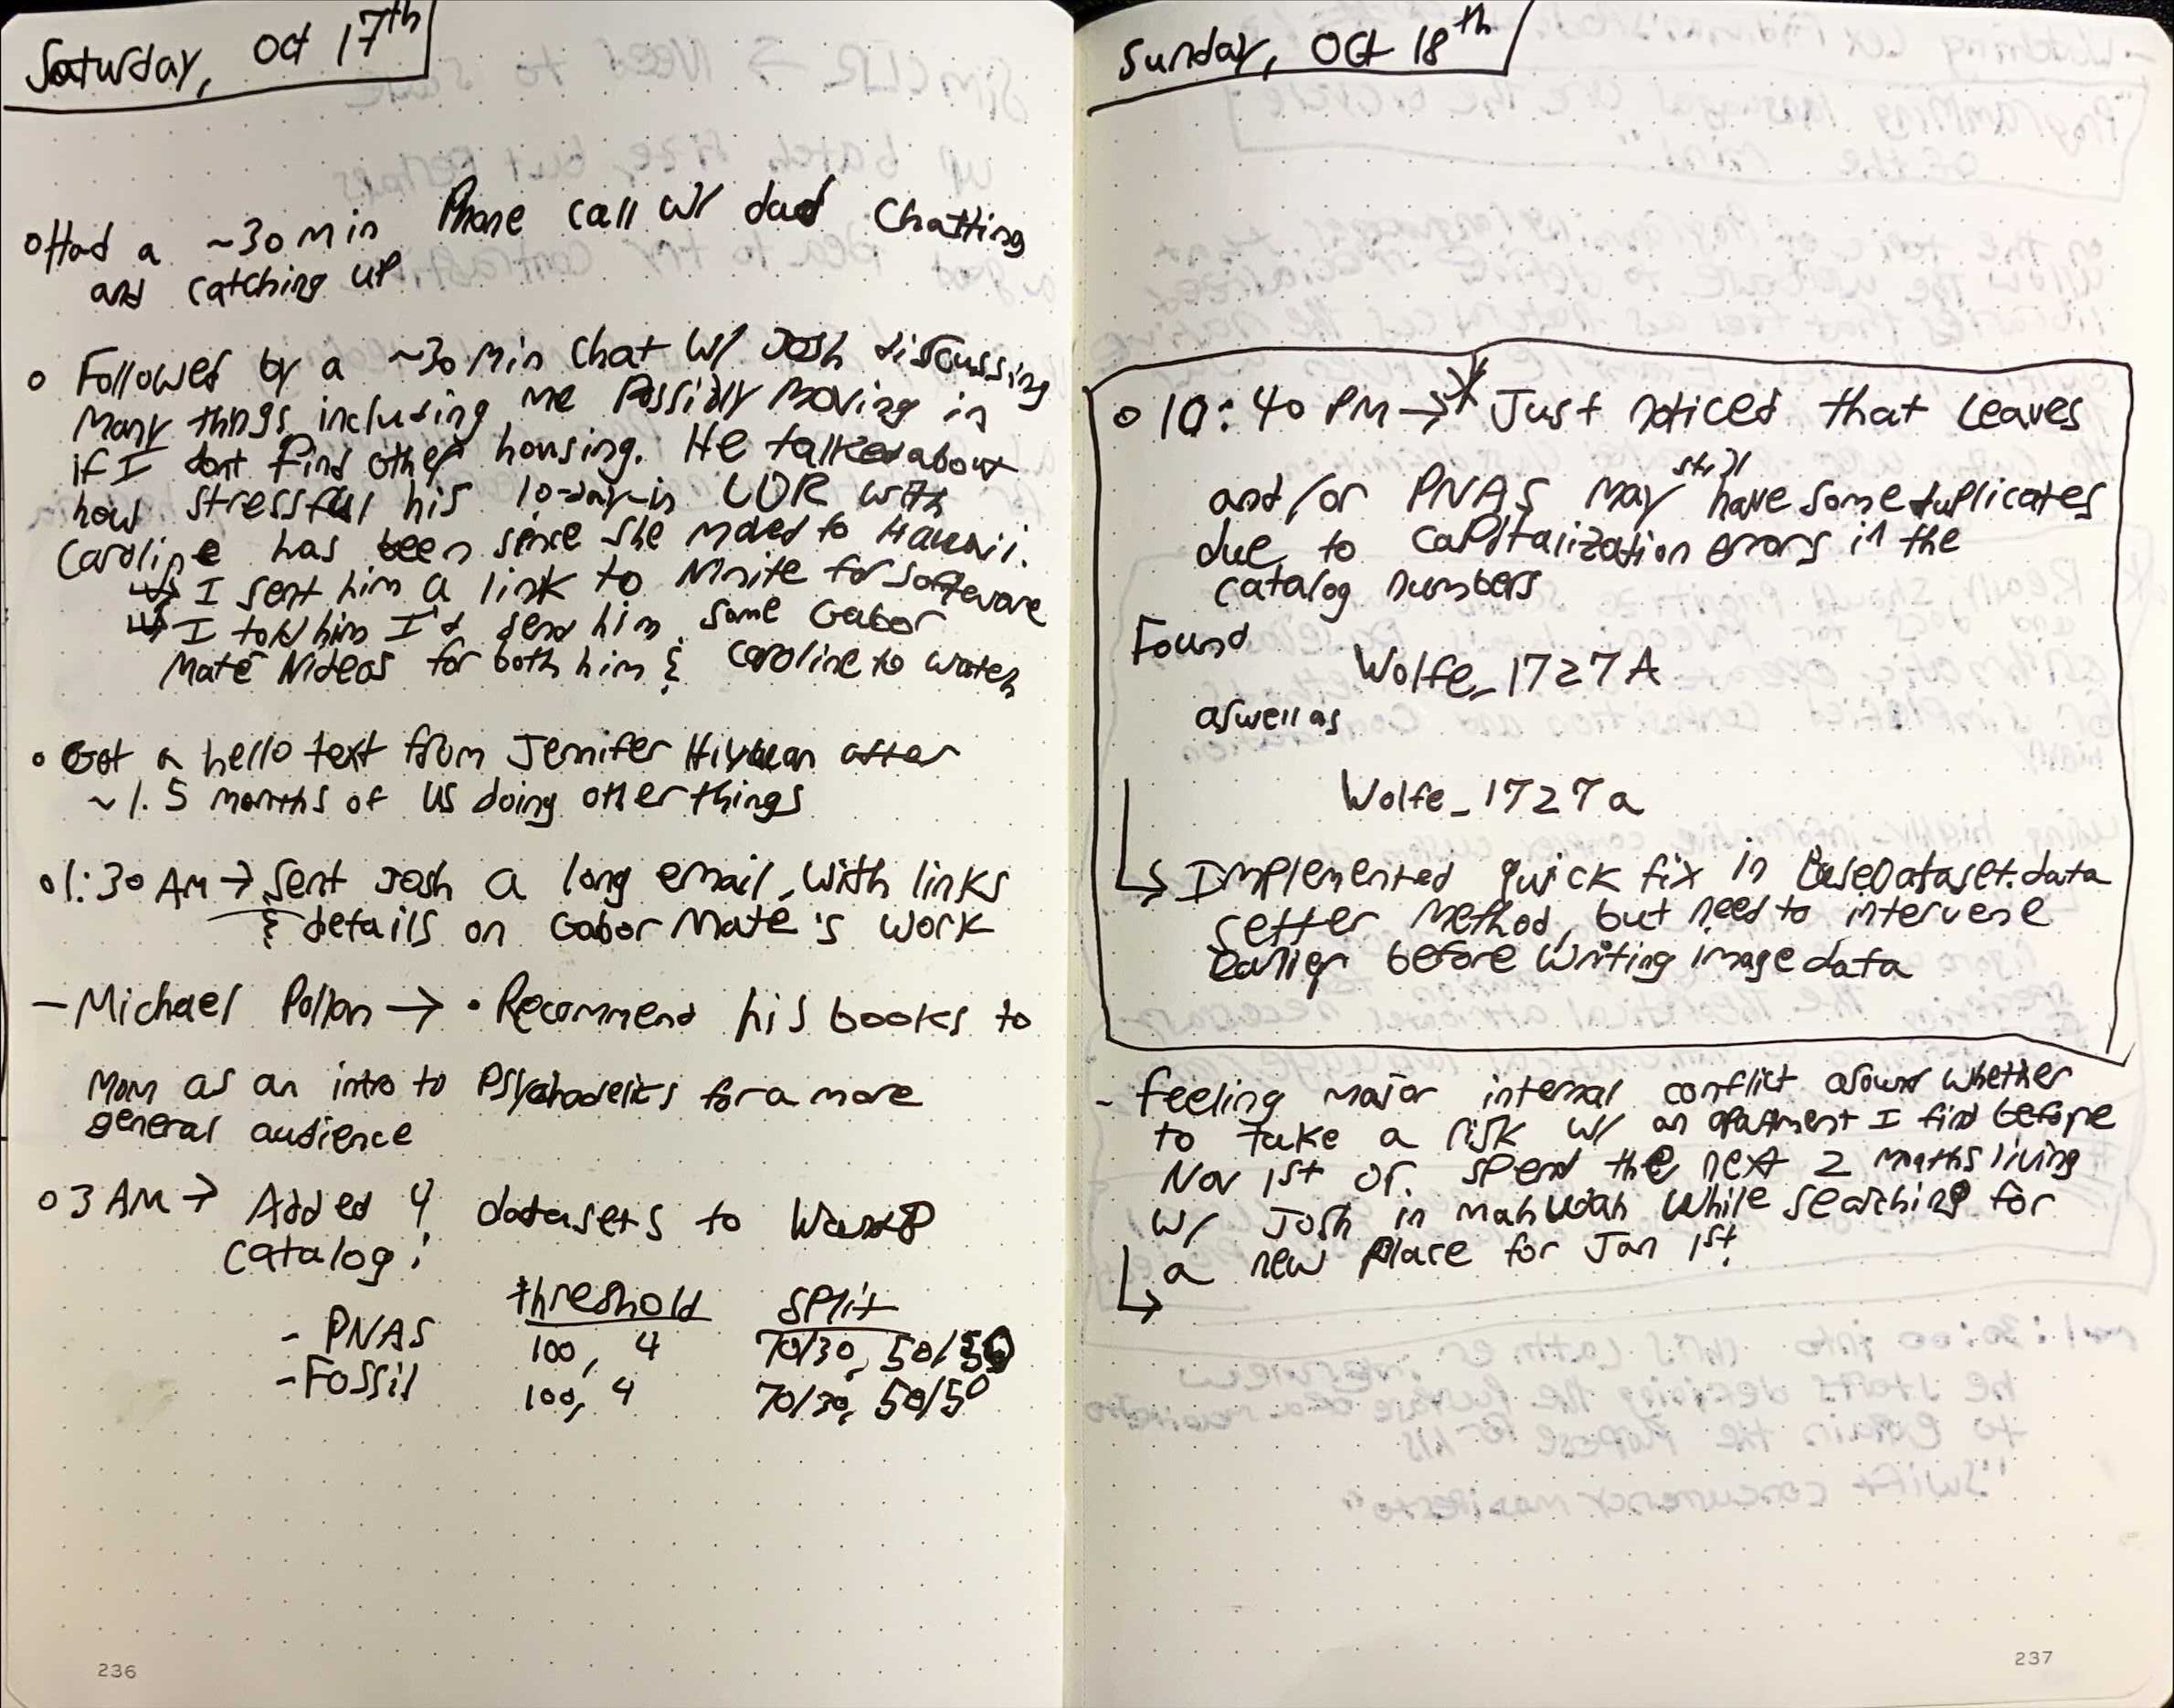 Saturday, Oct 17th
o Had a ~30 min Phone call w/ dad Chatting
and catching up
o Followed by a ~30 min chat w/ Josh discussing
Many things including me Possibly moving in
if I dont find other housing. He talked about
how stressful his LDR with
Caroline has been since she moved to Hawaii.
↳ I sent him a link to Ninite for software
↳ I told him I'd send him some Gabor
Maté Videos for both him & Caroline to watch
o Got a hello text from Jennifer after
~1.5 months of us doing other things
o 1:30 AM → Sent Josh a long email with links
& details on Gabor Maté's work
– Michael Pollan → • Recommend his books to
Mom as an intro to Psychadelics for a more
general audience
o 3 AM → Added 4 datasets to WandB
catalog:
threshold split
- PNAS 100, 4 70/30, 50/50
- Fossil 100, 4 70/30, 50/50
236
Sunday, Oct 18th
o 10:40 PM → * Just noticed that Leaves
and/or PNAS may still have some duplicates
due to capitalization errors in the
catalog numbers
Found
Wolfe_1727A
aswell as
Wolfe_1727a
↳ Implemented quick fix in BaseDataset.data
setter method, but need to intervene
Earlier before writing image data
- feeling major internal conflict around whether
to take a risk w/ an apartment I find before
Nov 1st or. spend the next 2 months living
w/ Josh in Mahwah while searching for
a new place for Jan 1st.
↳
237